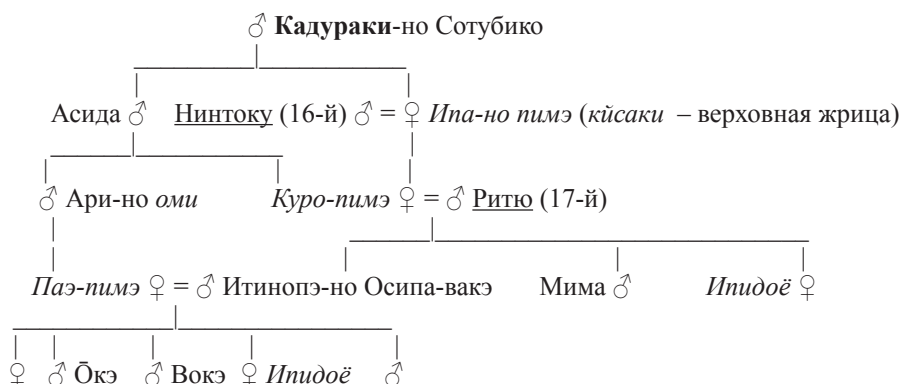 ♂ Кадураки-но Сотубико
Асида ♂ Нинтоку (16-й) ♂ = ♀ Ипа-но пимэ (кӣсаки – верховная жрица)
♂ Ари-но оми Куро-пимэ ♀ = ♂ Ритю (17-й)
Паэ-пимэ ♀ = ♂ Итинопэ-но Осипа-вакэ Мима ♂ Ипидоё ♀
♀ ♂ Ōкэ ♂ Вокэ ♀ Ипидоё ♂